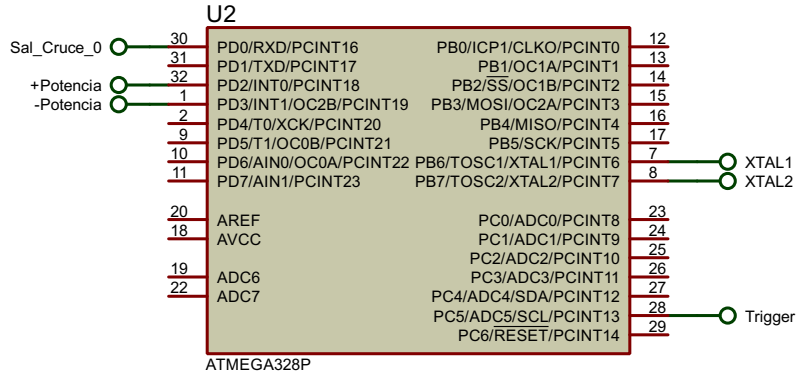 U2
Sal_Cruce_0 30 PD0/RXD/PCINT16 PB0/ICP1/CLKO/PCINT0 12
31 PD1/TXD/PCINT17 PB1/OC1A/PCINT1 13
+Potencia 32 PD2/INT0/PCINT18 PB2/SS/OC1B/PCINT2 14
-Potencia 1 PD3/INT1/OC2B/PCINT19 PB3/MOSI/OC2A/PCINT3 15
2 PD4/T0/XCK/PCINT20 PB4/MISO/PCINT4 16
9 PD5/T1/OC0B/PCINT21 PB5/SCK/PCINT5 17
10 PD6/AIN0/OC0A/PCINT22 PB6/TOSC1/XTAL1/PCINT6 7 XTAL1
11 PD7/AIN1/PCINT23 PB7/TOSC2/XTAL2/PCINT7 8 XTAL2
20 AREF PC0/ADC0/PCINT8 23
18 AVCC PC1/ADC1/PCINT9 24
PC2/ADC2/PCINT10 25
19 ADC6 PC3/ADC3/PCINT11 26
22 ADC7 PC4/ADC4/SDA/PCINT12 27
PC5/ADC5/SCL/PCINT13 28 Trigger
PC6/RESET/PCINT14 29
ATMEGA328P